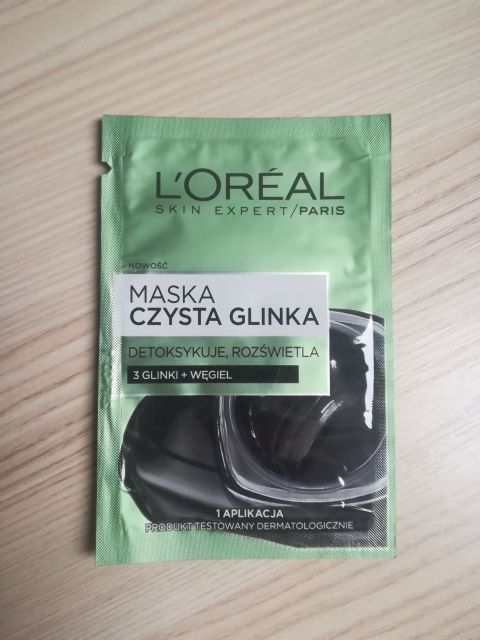 L'ORÉAL
SKIN EXPERT/PARIS
NOWOŚĆ
MASKA
CZYSTA GLINKA
DETOKSYKUJE, ROZŚWIETLA
3 GLINKI + WĘGIEL
1 APLIKACJA
PRODUKT TESTOWANY DERMATOLOGICZNIE